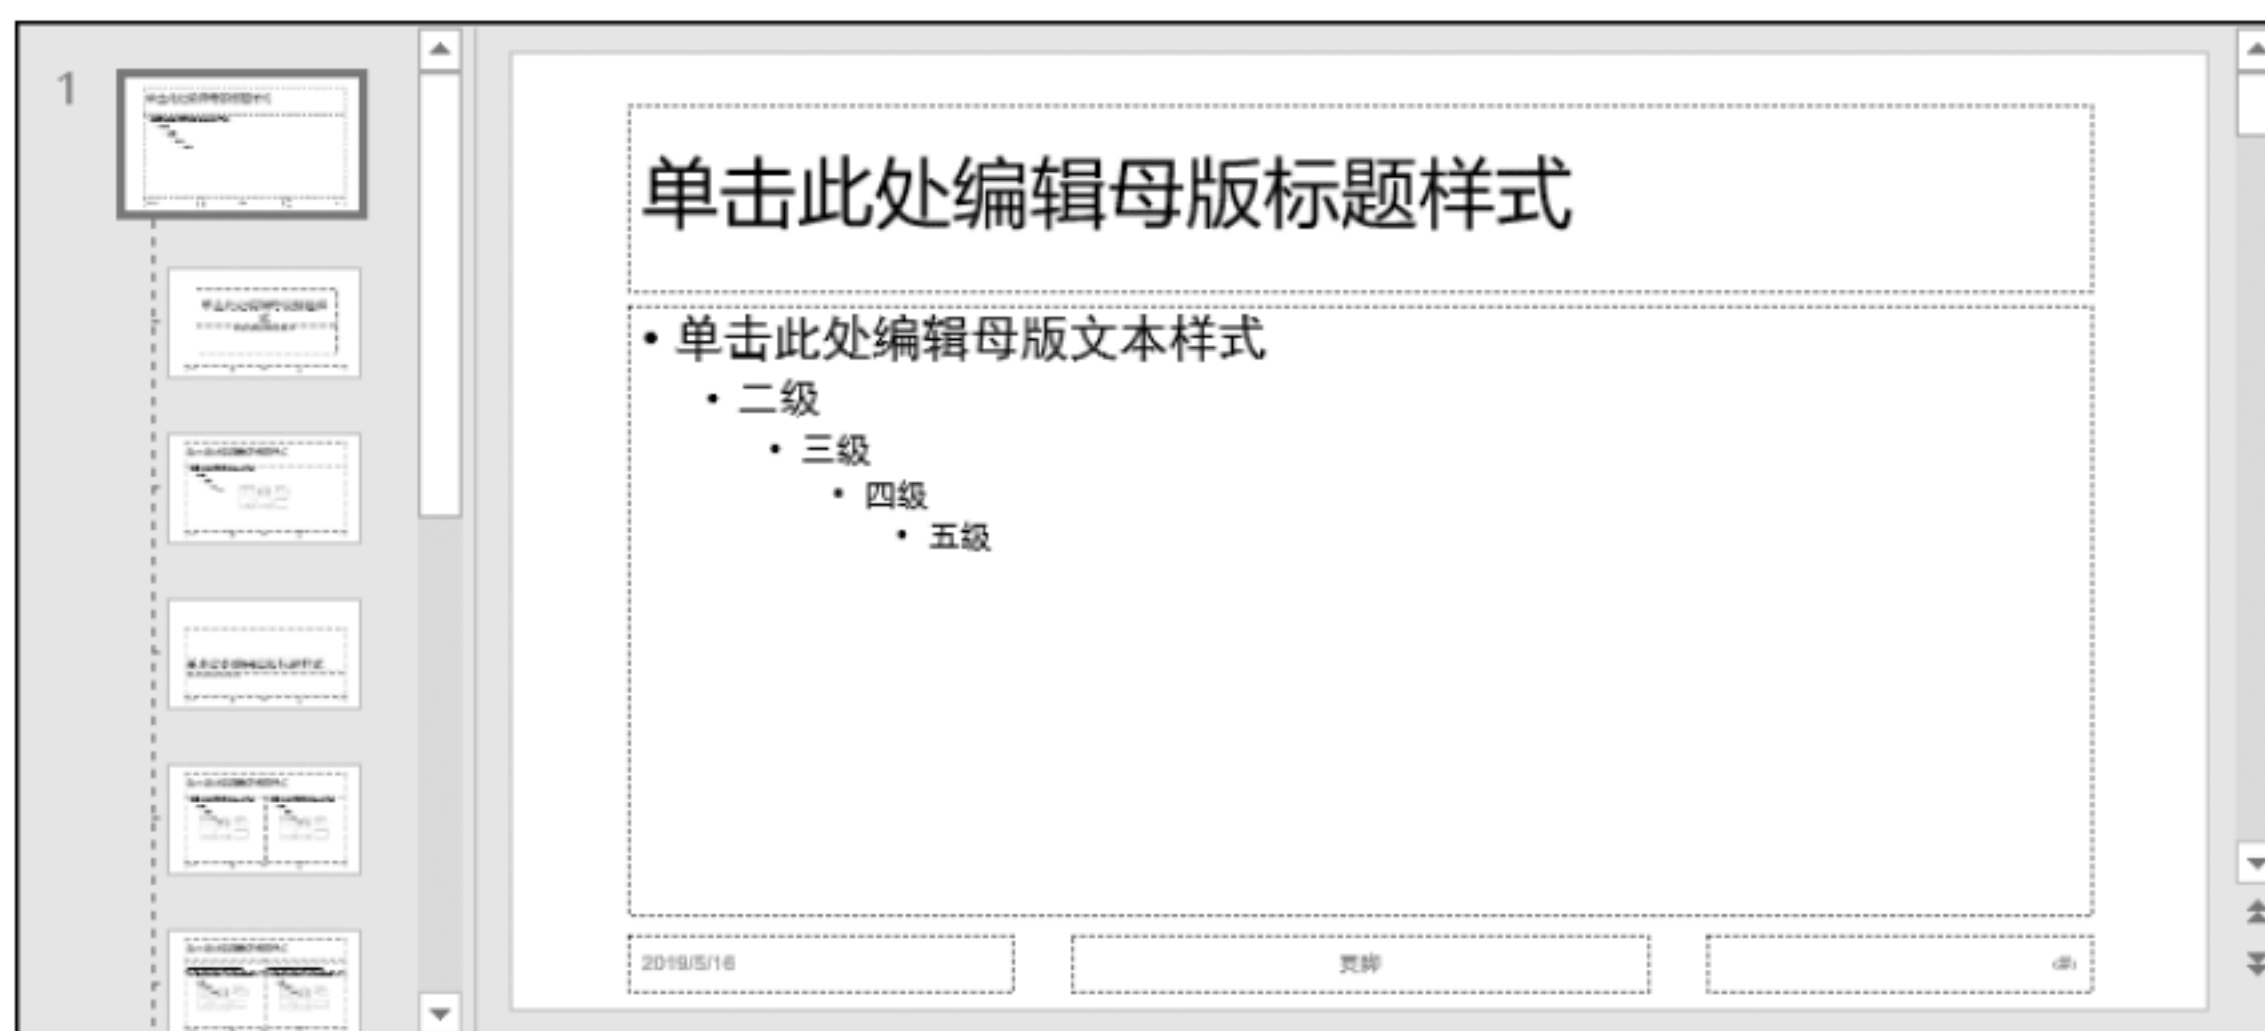 1
单击此处编辑母版标题样式
• 单击此处编辑母版文本样式
• 二级
• 三级
• 四级
• 五级
2019/5/16
页脚
‹#›